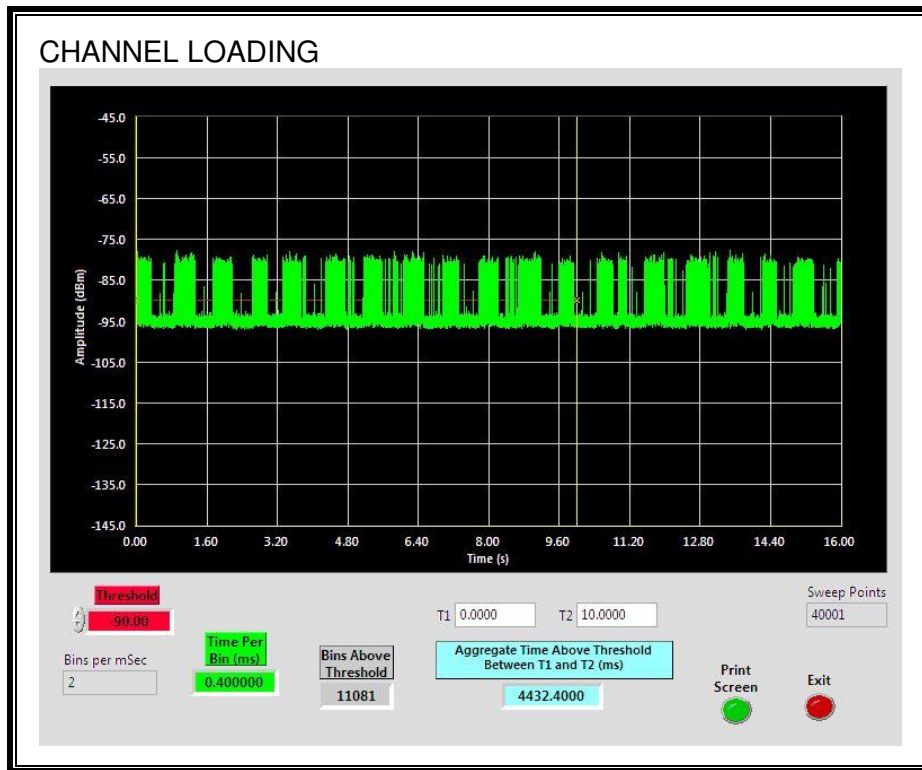 CHANNEL LOADING
-45.0
-55.0
-65.0
-75.0
-85.0
-95.0
-105.0
-115.0
-125.0
-135.0
-145.0
Amplitude (dBm)
0.00 1.60 3.20 4.80 6.40 8.00 9.60 11.20 12.80 14.40 16.00
Time (s)
Threshold
-90.00
Bins per mSec
2
Time Per
Bin (ms)
0.400000
Bins Above
Threshold
11081
T1 0.0000 T2 10.0000
Aggregate Time Above Threshold
Between T1 and T2 (ms)
4432.4000
Print
Screen
Exit
Sweep Points
40001